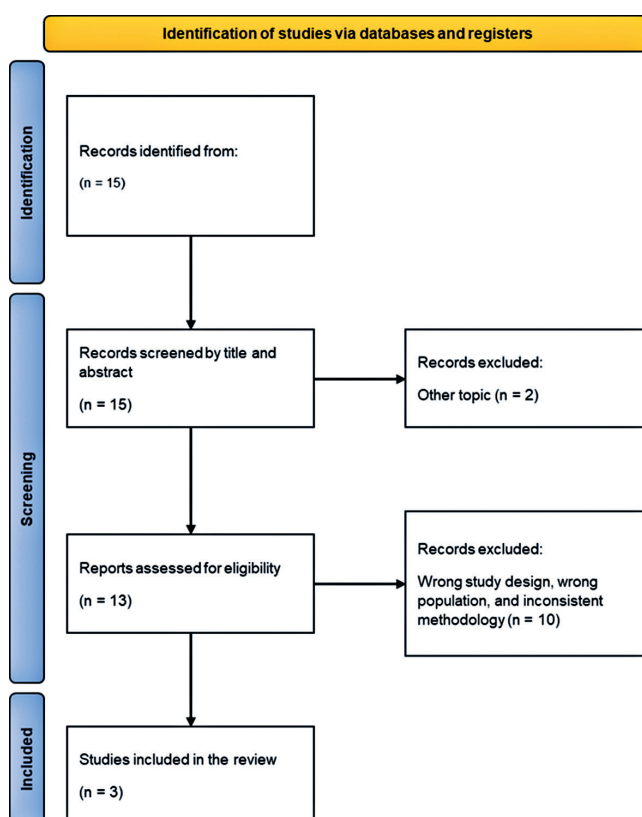 Identification of studies via databases and registers
Identification
Records identified from:
(n = 15)
Screening
Records screened by title and
abstract
(n = 15)
Records excluded:
Other topic (n = 2)
Reports assessed for eligibility
(n = 13)
Records excluded:
Wrong study design, wrong
population, and inconsistent
methodology (n = 10)
Included
Studies included in the review
(n = 3)